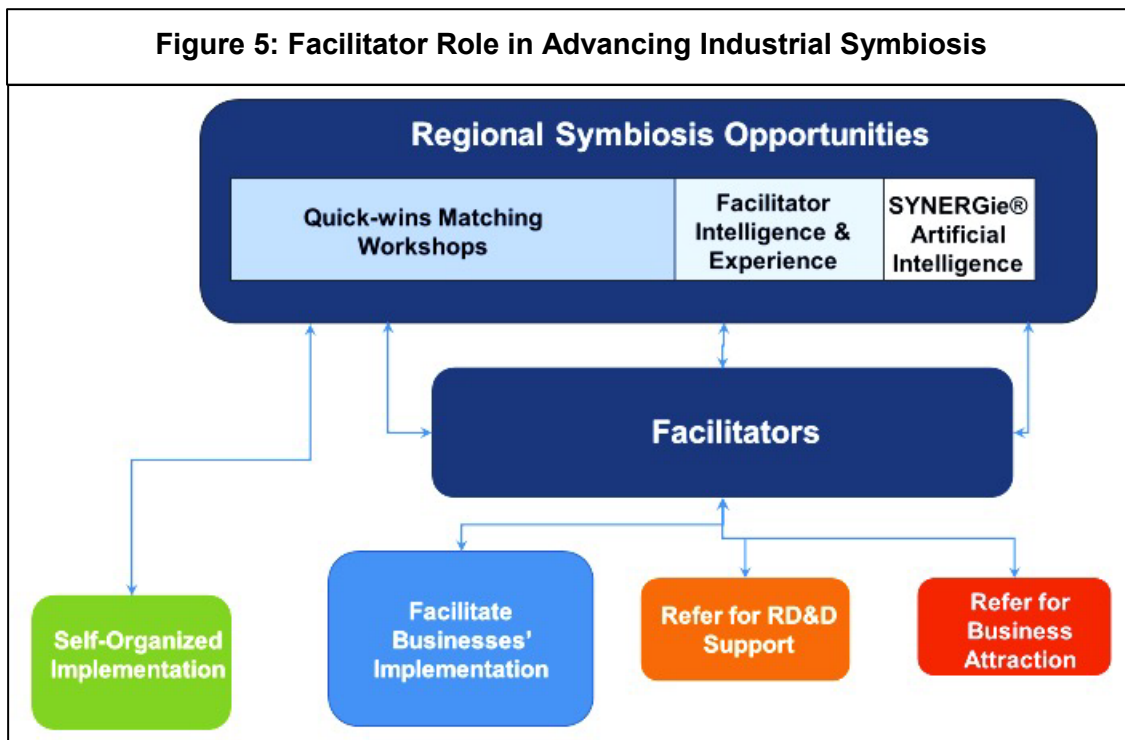 Figure 5: Facilitator Role in Advancing Industrial Symbiosis
Regional Symbiosis Opportunities
Quick-wins Matching
Workshops
Facilitator
Intelligence &
Experience
SYNERGie®
Artificial
Intelligence
Facilitators
Self-Organized
Implementation
Facilitate
Businesses’
Implementation
Refer for RD&D
Support
Refer for
Business
Attraction